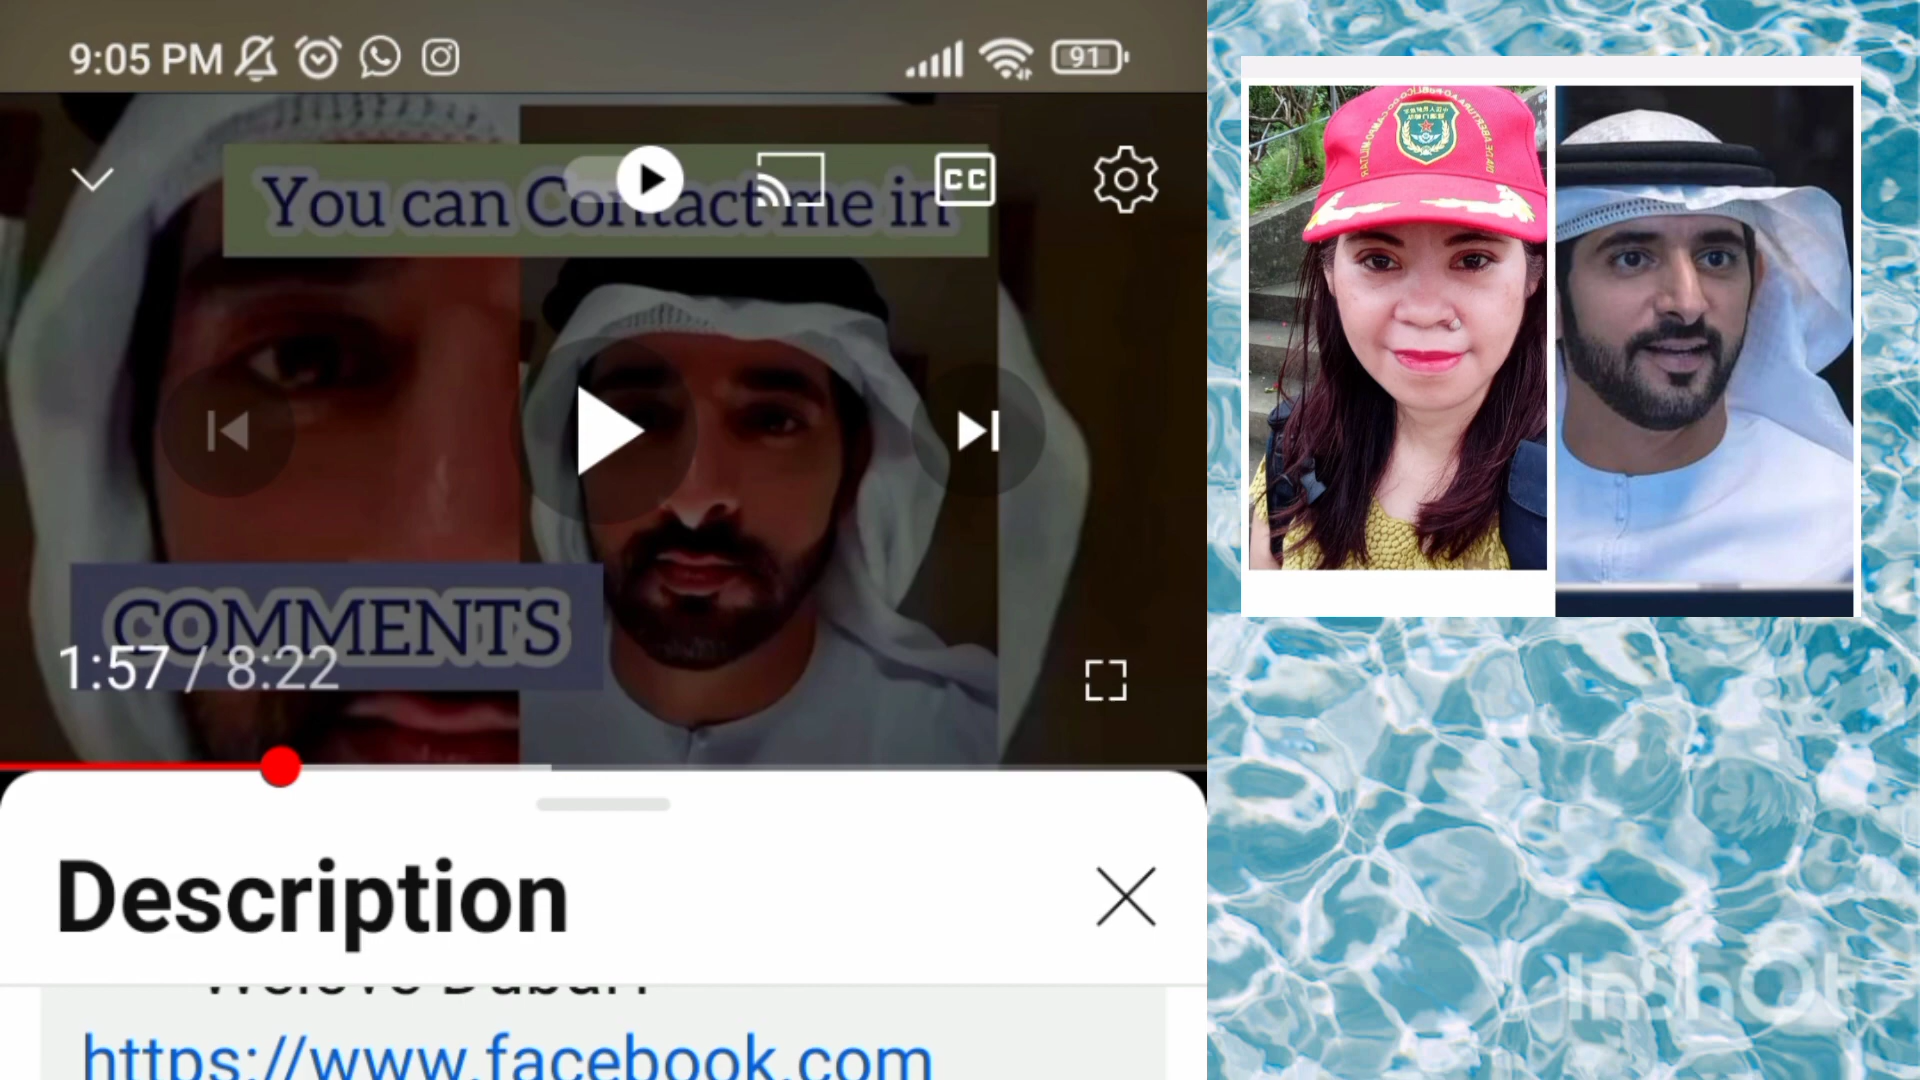 9:05 PM
91
You can Contact me in
CC
COMMENTS
1:57 / 8:22
Description
https://www.facebook.com
InShOt